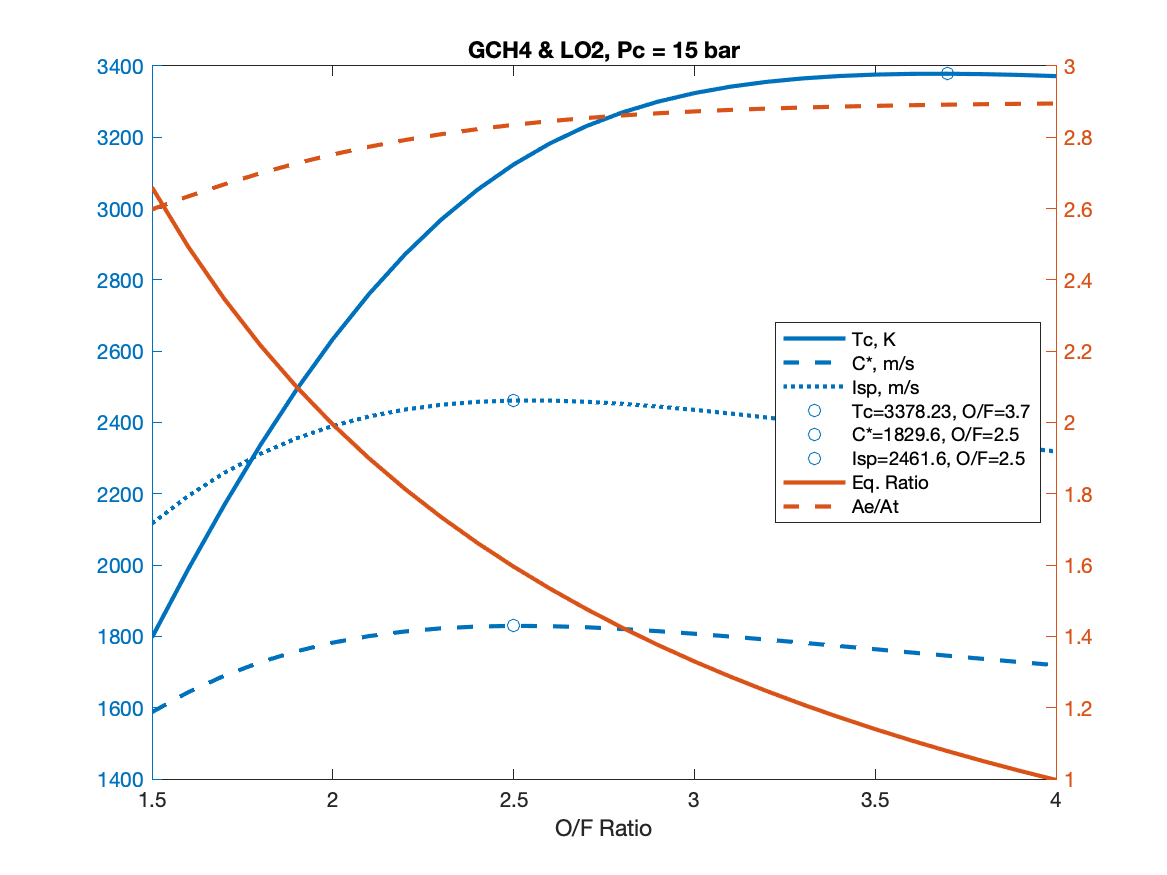 GCH4 & LO2, Pc = 15 bar
3400
3200
3000
2800
2600
2400
2200
2000
1800
1600
1400
3
2.8
2.6
2.4
2.2
2
1.8
1.6
1.4
1.2
1
Tc, K
C*, m/s
Isp, m/s
Tc=3378.23, O/F=3.7
C*=1829.6, O/F=2.5
Isp=2461.6, O/F=2.5
Eq. Ratio
Ae/At
1.5 2 2.5 3 3.5 4
O/F Ratio